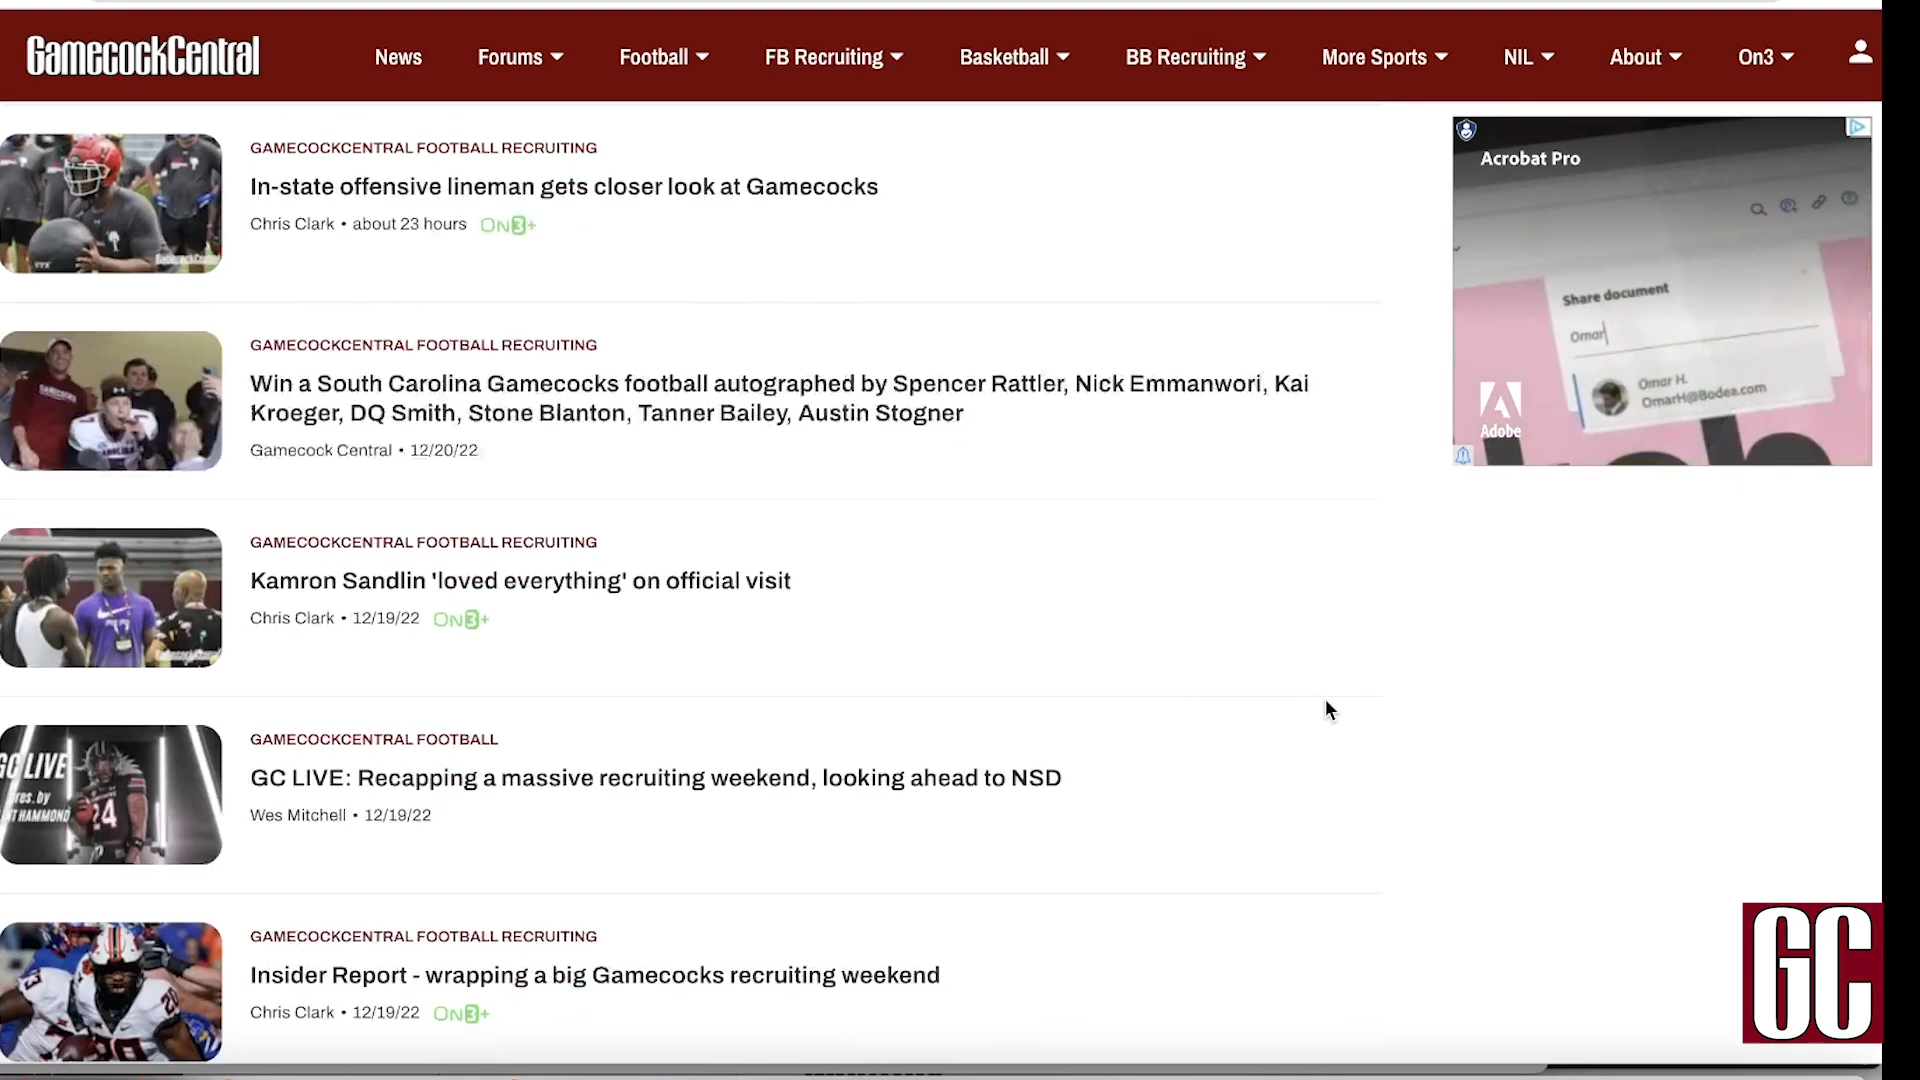 GamecockCentral
News
Forums
Football
FB Recruiting
Basketball
BB Recruiting
More Sports
NIL
About
On3
GAMECOCKCENTRAL FOOTBALL RECRUITING
In-state offensive lineman gets closer look at Gamecocks
Chris Clark • about 23 hours ON3+
GamecockCentral
GAMECOCKCENTRAL FOOTBALL RECRUITING
Win a South Carolina Gamecocks football autographed by Spencer Rattler, Nick Emmanwori, Kai
Kroeger, DQ Smith, Stone Blanton, Tanner Bailey, Austin Stogner
Gamecock Central • 12/20/22
GAMECOCKCENTRAL FOOTBALL RECRUITING
Kamron Sandlin 'loved everything' on official visit
Chris Clark • 12/19/22 ON3+
GC LIVE
pres. by
HAMMOND
24
GAMECOCKCENTRAL FOOTBALL
GC LIVE: Recapping a massive recruiting weekend, looking ahead to NSD
Wes Mitchell • 12/19/22
GAMECOCKCENTRAL FOOTBALL RECRUITING
Insider Report - wrapping a big Gamecocks recruiting weekend
Chris Clark • 12/19/22 ON3+
20
Acrobat Pro
Share document
Omar
Omar H.
OmarH@Bodea.com
Adobe
GC